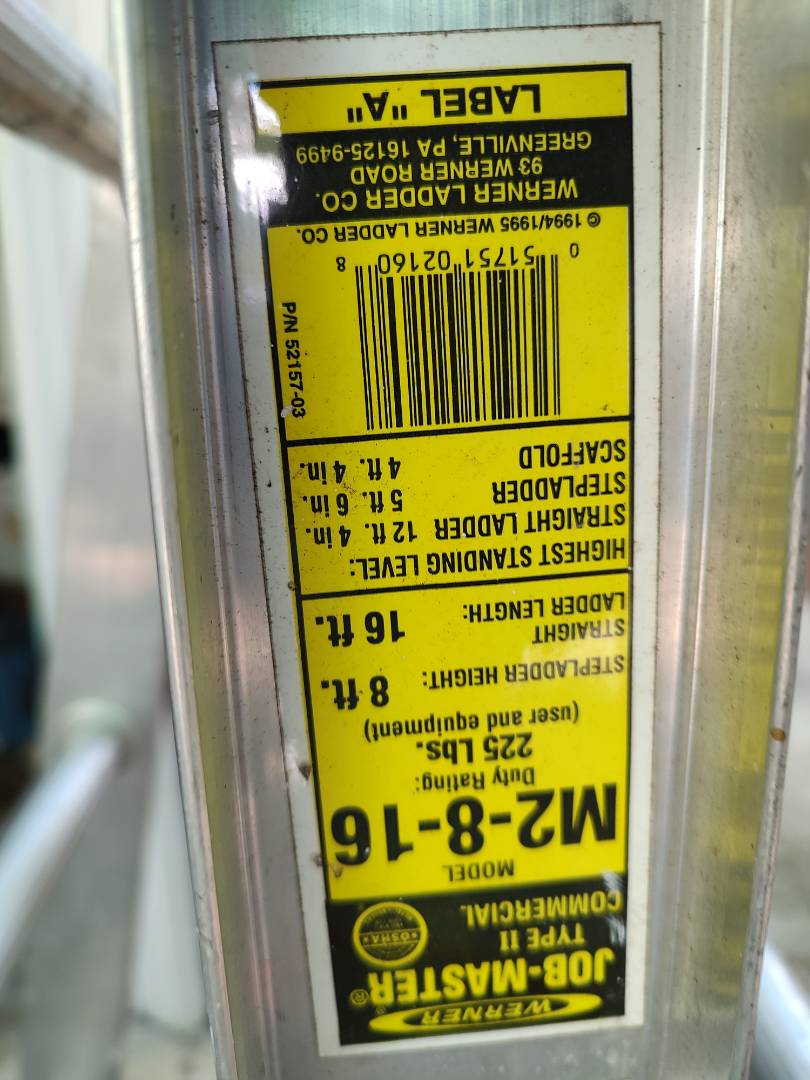 WERNER
JOB-MASTER®
TYPE II
COMMERCIAL
OSHA
MODEL
M2-8-16
Duty Rating:
225 Lbs.
(user and equipment)
STEPLADDER HEIGHT: 8 ft.
STRAIGHT
LADDER LENGTH: 16 ft.
HIGHEST STANDING LEVEL:
STRAIGHT LADDER 12 ft. 4 in.
STEPLADDER 5 ft. 6 in.
SCAFFOLD 4 ft. 4 in.
P/N 52157-03
0 51751 02160 8
© 1994/1995 WERNER LADDER CO.
WERNER LADDER CO.
93 WERNER ROAD
GREENVILLE, PA 16125-9499
LABEL "A"